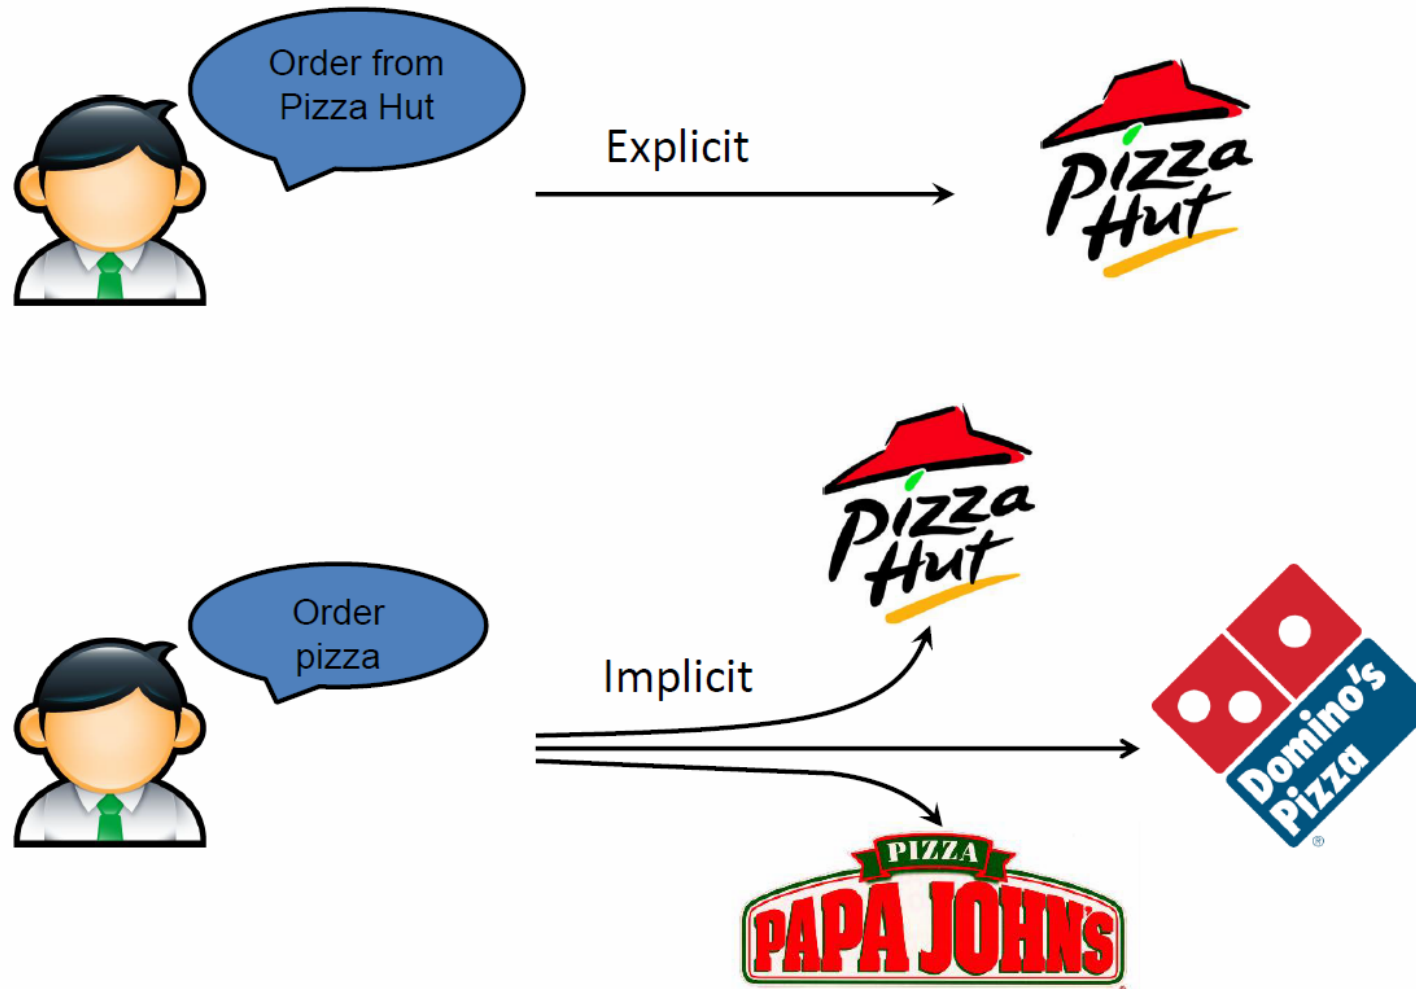 Order from
Pizza Hut
Explicit
Pizza
Hut
Pizza
Hut
Order
pizza
Implicit
Domino's
Pizza
®
PIZZA
PAPA JOHN'S